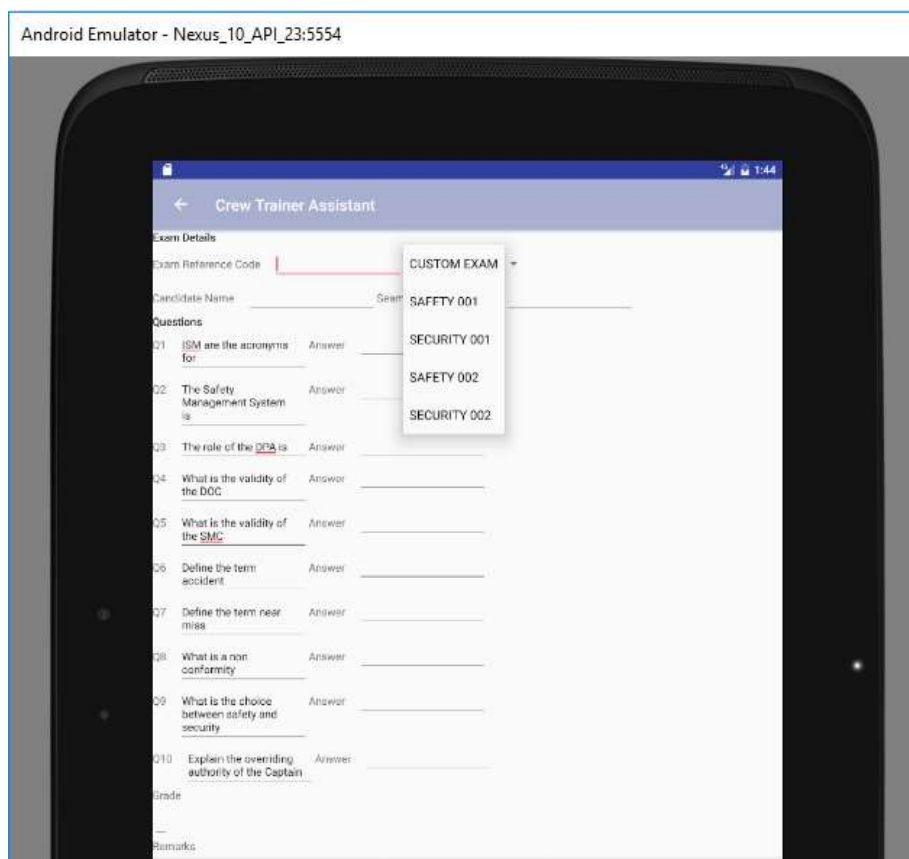 Android Emulator - Nexus_10_API_23:5554
1:44
Crew Trainer Assistant
Exam Details
Exam Reference Code
CUSTOM EXAM
SAFETY 001
SECURITY 001
SAFETY 002
SECURITY 002
Candidate Name Seam
Questions
Q1 ISM are the acronyms Answer
for
Q2 The Safety Answer
Management System
is
Q3 The role of the DPA is Answer
Q4 What is the validity of Answer
the DOC
Q5 What is the validity of Answer
the SMC
Q6 Define the term Answer
accident
Q7 Define the term near Answer
miss
Q8 What is a non Answer
conformity
Q9 What is the choice Answer
between safety and
security
Q10 Explain the overriding Answer
authority of the Captain
Grade
Remarks